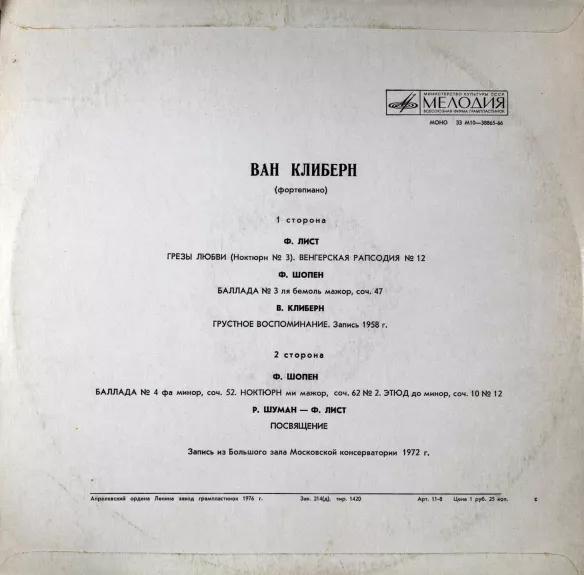 МИНИСТЕРСТВО КУЛЬТУРЫ СССР
МЕЛОДИЯ
ВСЕСОЮЗНАЯ ФИРМА ГРАМПЛАСТИНОК
МОНО 33 М10—38865-66
ВАН КЛИБЕРН
(фортепиано)
1 сторона
Ф. ЛИСТ
ГРЕЗЫ ЛЮБВИ (Ноктюрн № 3). ВЕНГЕРСКАЯ РАПСОДИЯ № 12
Ф. ШОПЕН
БАЛЛАДА № 3 ля бемоль мажор, соч. 47
В. КЛИБЕРН
ГРУСТНОЕ ВОСПОМИНАНИЕ. Запись 1958 г.
2 сторона
Ф. ШОПЕН
БАЛЛАДА № 4 фа минор, соч. 52. НОКТЮРН ми мажор, соч. 62 № 2. ЭТЮД до минор, соч. 10 № 12
Р. ШУМАН — Ф. ЛИСТ
ПОСВЯЩЕНИЕ
Запись из Большого зала Московской консерватории 1972 г.
Апрелевский ордена Ленина завод грампластинок 1976 г. Зак. 214(д), тир. 1420 Арт. 11-8 Цена 1 руб. 25 коп. с